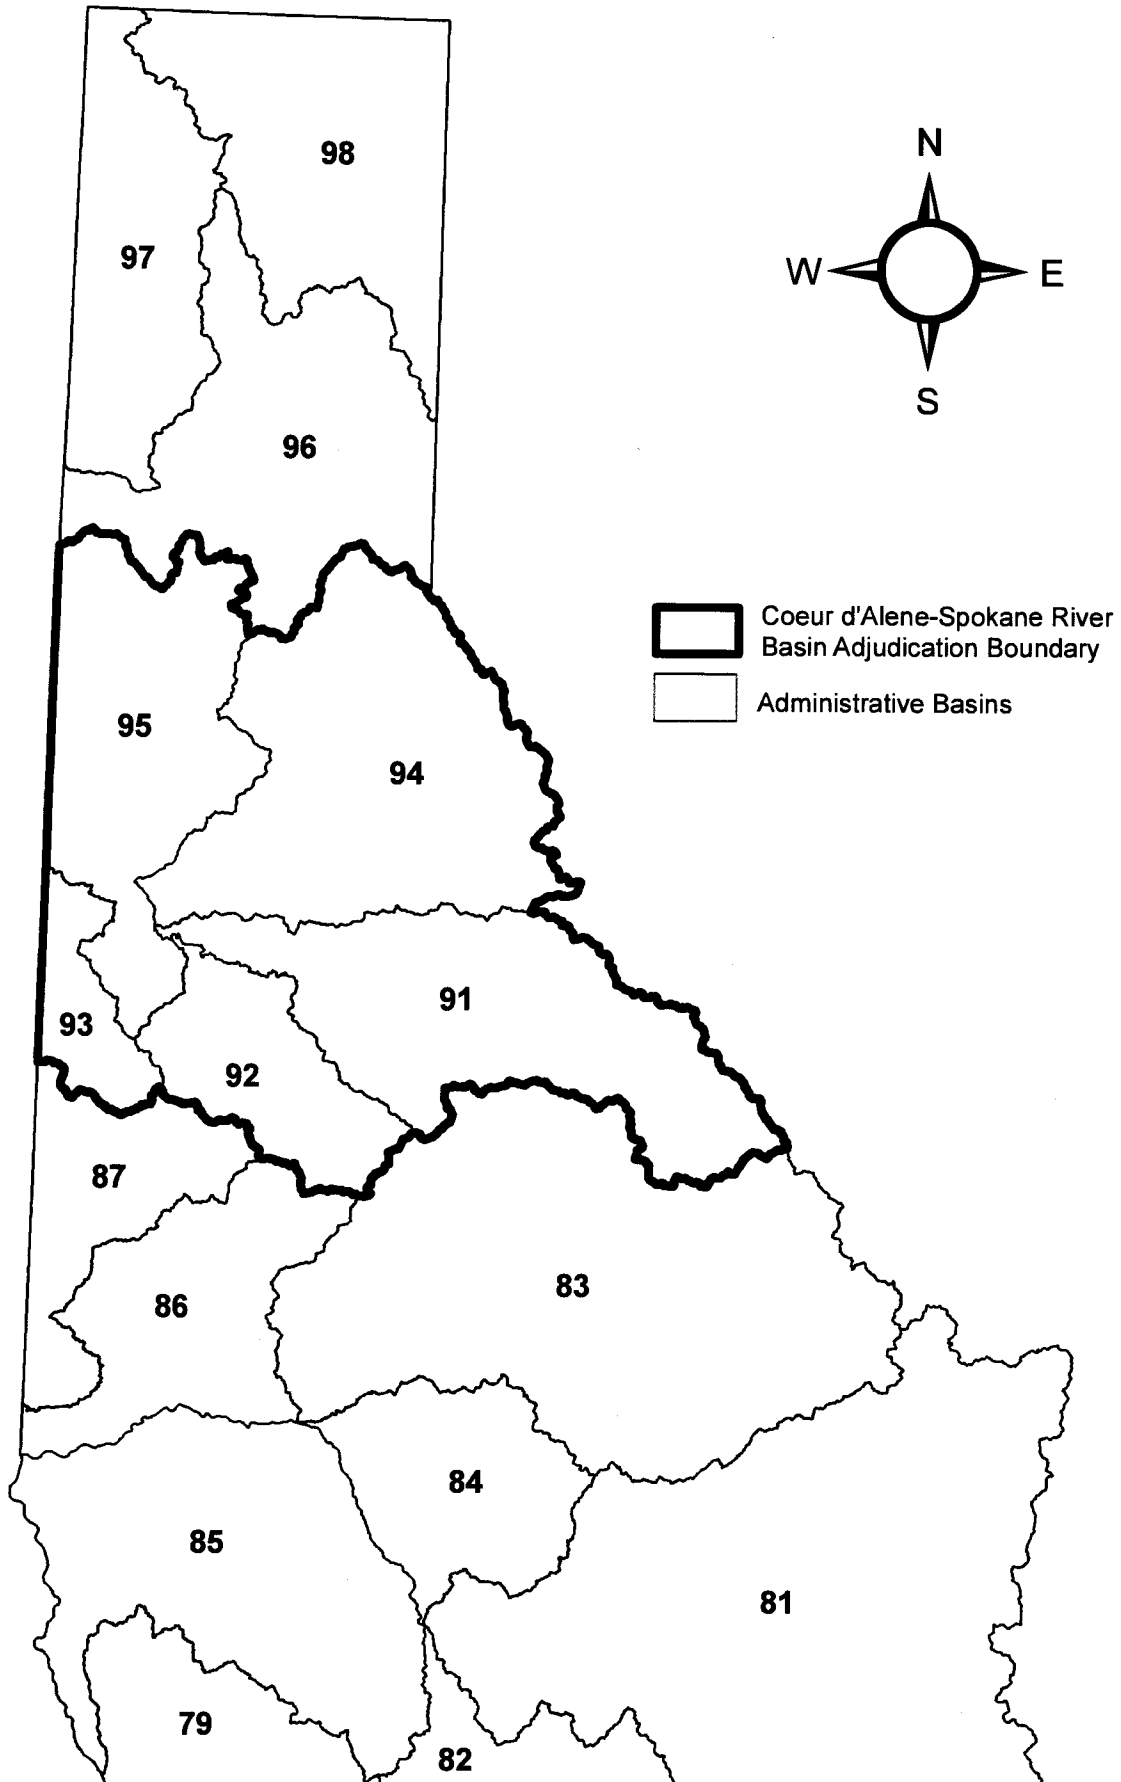 98
N
97
W
E
S
96
Coeur d'Alene-Spokane River
Basin Adjudication Boundary
Administrative Basins
95
94
91
93
92
87
83
86
84
85
81
79
82